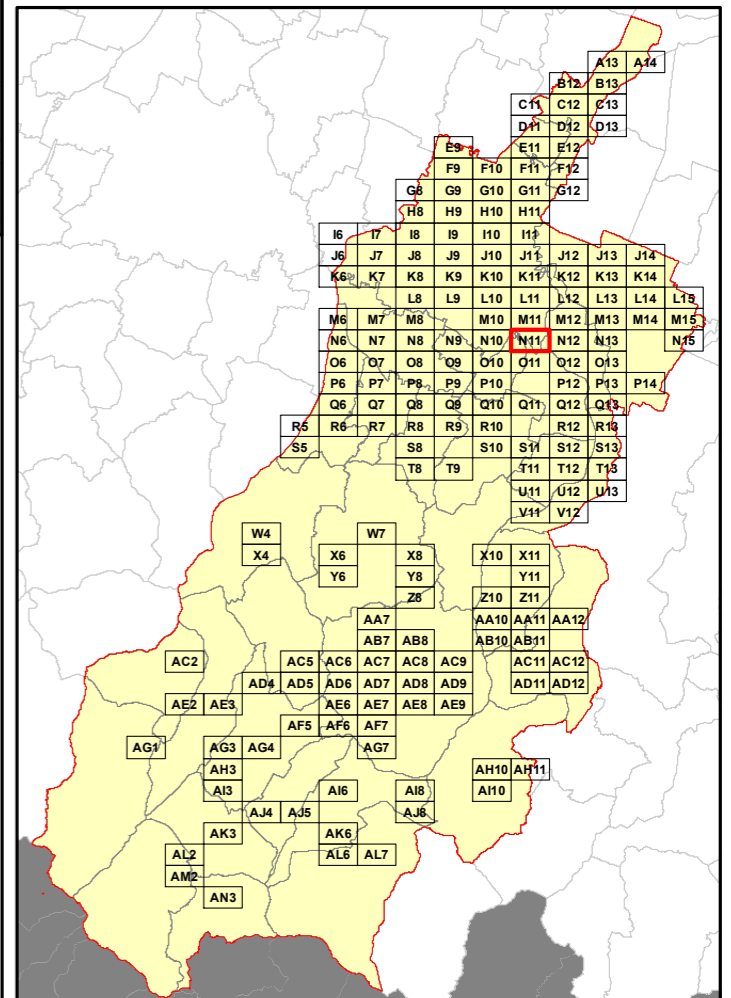 A13 A14
B12 B13
C11 C12 C13
D11 D12 D13
E9 E11 E12
F9 F10 F11 F12
G8 G9 G10 G11 G12
H8 H9 H10 H11
I6 I7 I8 I9 I10 I11
J6 J7 J8 J9 J10 J11 J12 J13 J14
K6 K7 K8 K9 K10 K11 K12 K13 K14
L8 L9 L10 L11 L12 L13 L14 L15
M6 M7 M8 M10 M11 M12 M13 M14 M15
N6 N7 N8 N9 N10 N11 N12 N13 N15
O6 O7 O8 O9 O10 O11 O12 O13
P6 P7 P8 P9 P10 P12 P13 P14
Q6 Q7 Q8 Q9 Q10 Q11 Q12 Q13
R5 R6 R7 R8 R9 R10 R12 R13
S5 S8 S10 S11 S12 S13
T8 T9 T11 T12 T13
U11 U12 U13
V11 V12
W4 W7
X4 X6 X8 X10 X11
Y6 Y8 Y11
Z8 Z10 Z11
AA7 AA10 AA11 AA12
AB7 AB8 AB10 AB11
AC2 AC5 AC6 AC7 AC8 AC9 AC11 AC12
AD4 AD5 AD6 AD7 AD8 AD9 AD11 AD12
AE2 AE3 AE6 AE7 AE8 AE9
AF5 AF6 AF7
AG1 AG3 AG4 AG7
AH3 AH10 AH11
AI3 AI6 AI8 AI10
AJ4 AJ5 AJ8
AK3 AK6
AL2 AL6 AL7
AM2
AN3